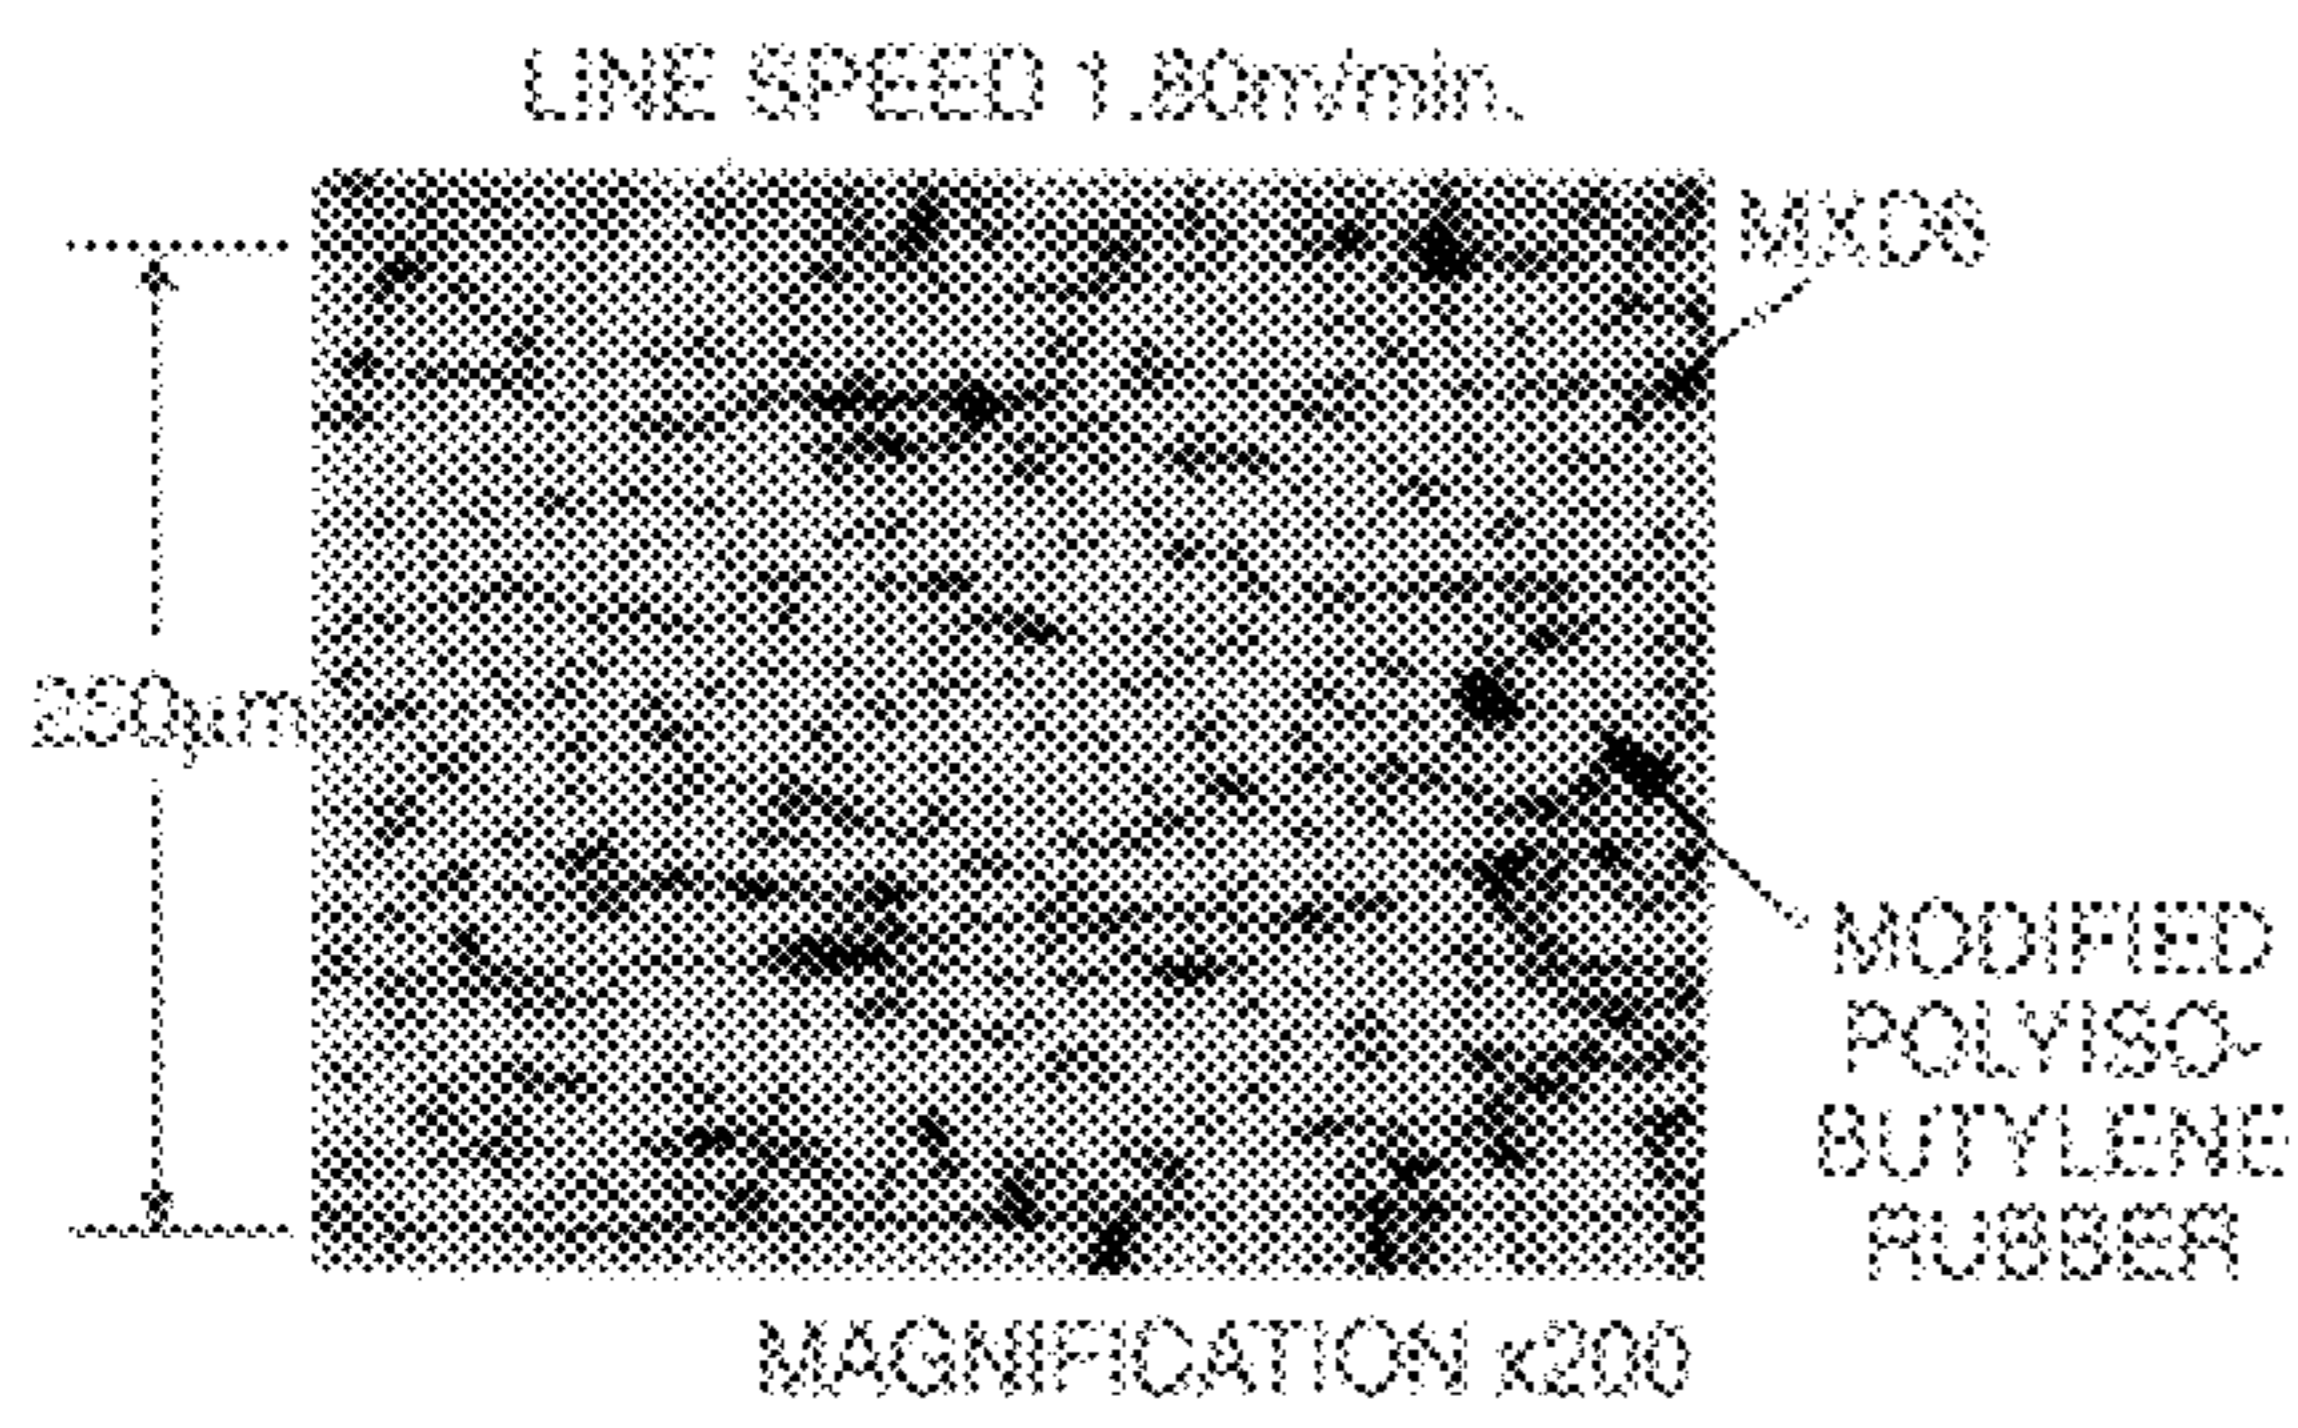 LINE SPEED 1.80m/min.
MXD6
250μm
MODIFIED
POLYISO-
BUTYLENE
RUBBER
MAGNIFICATION x200